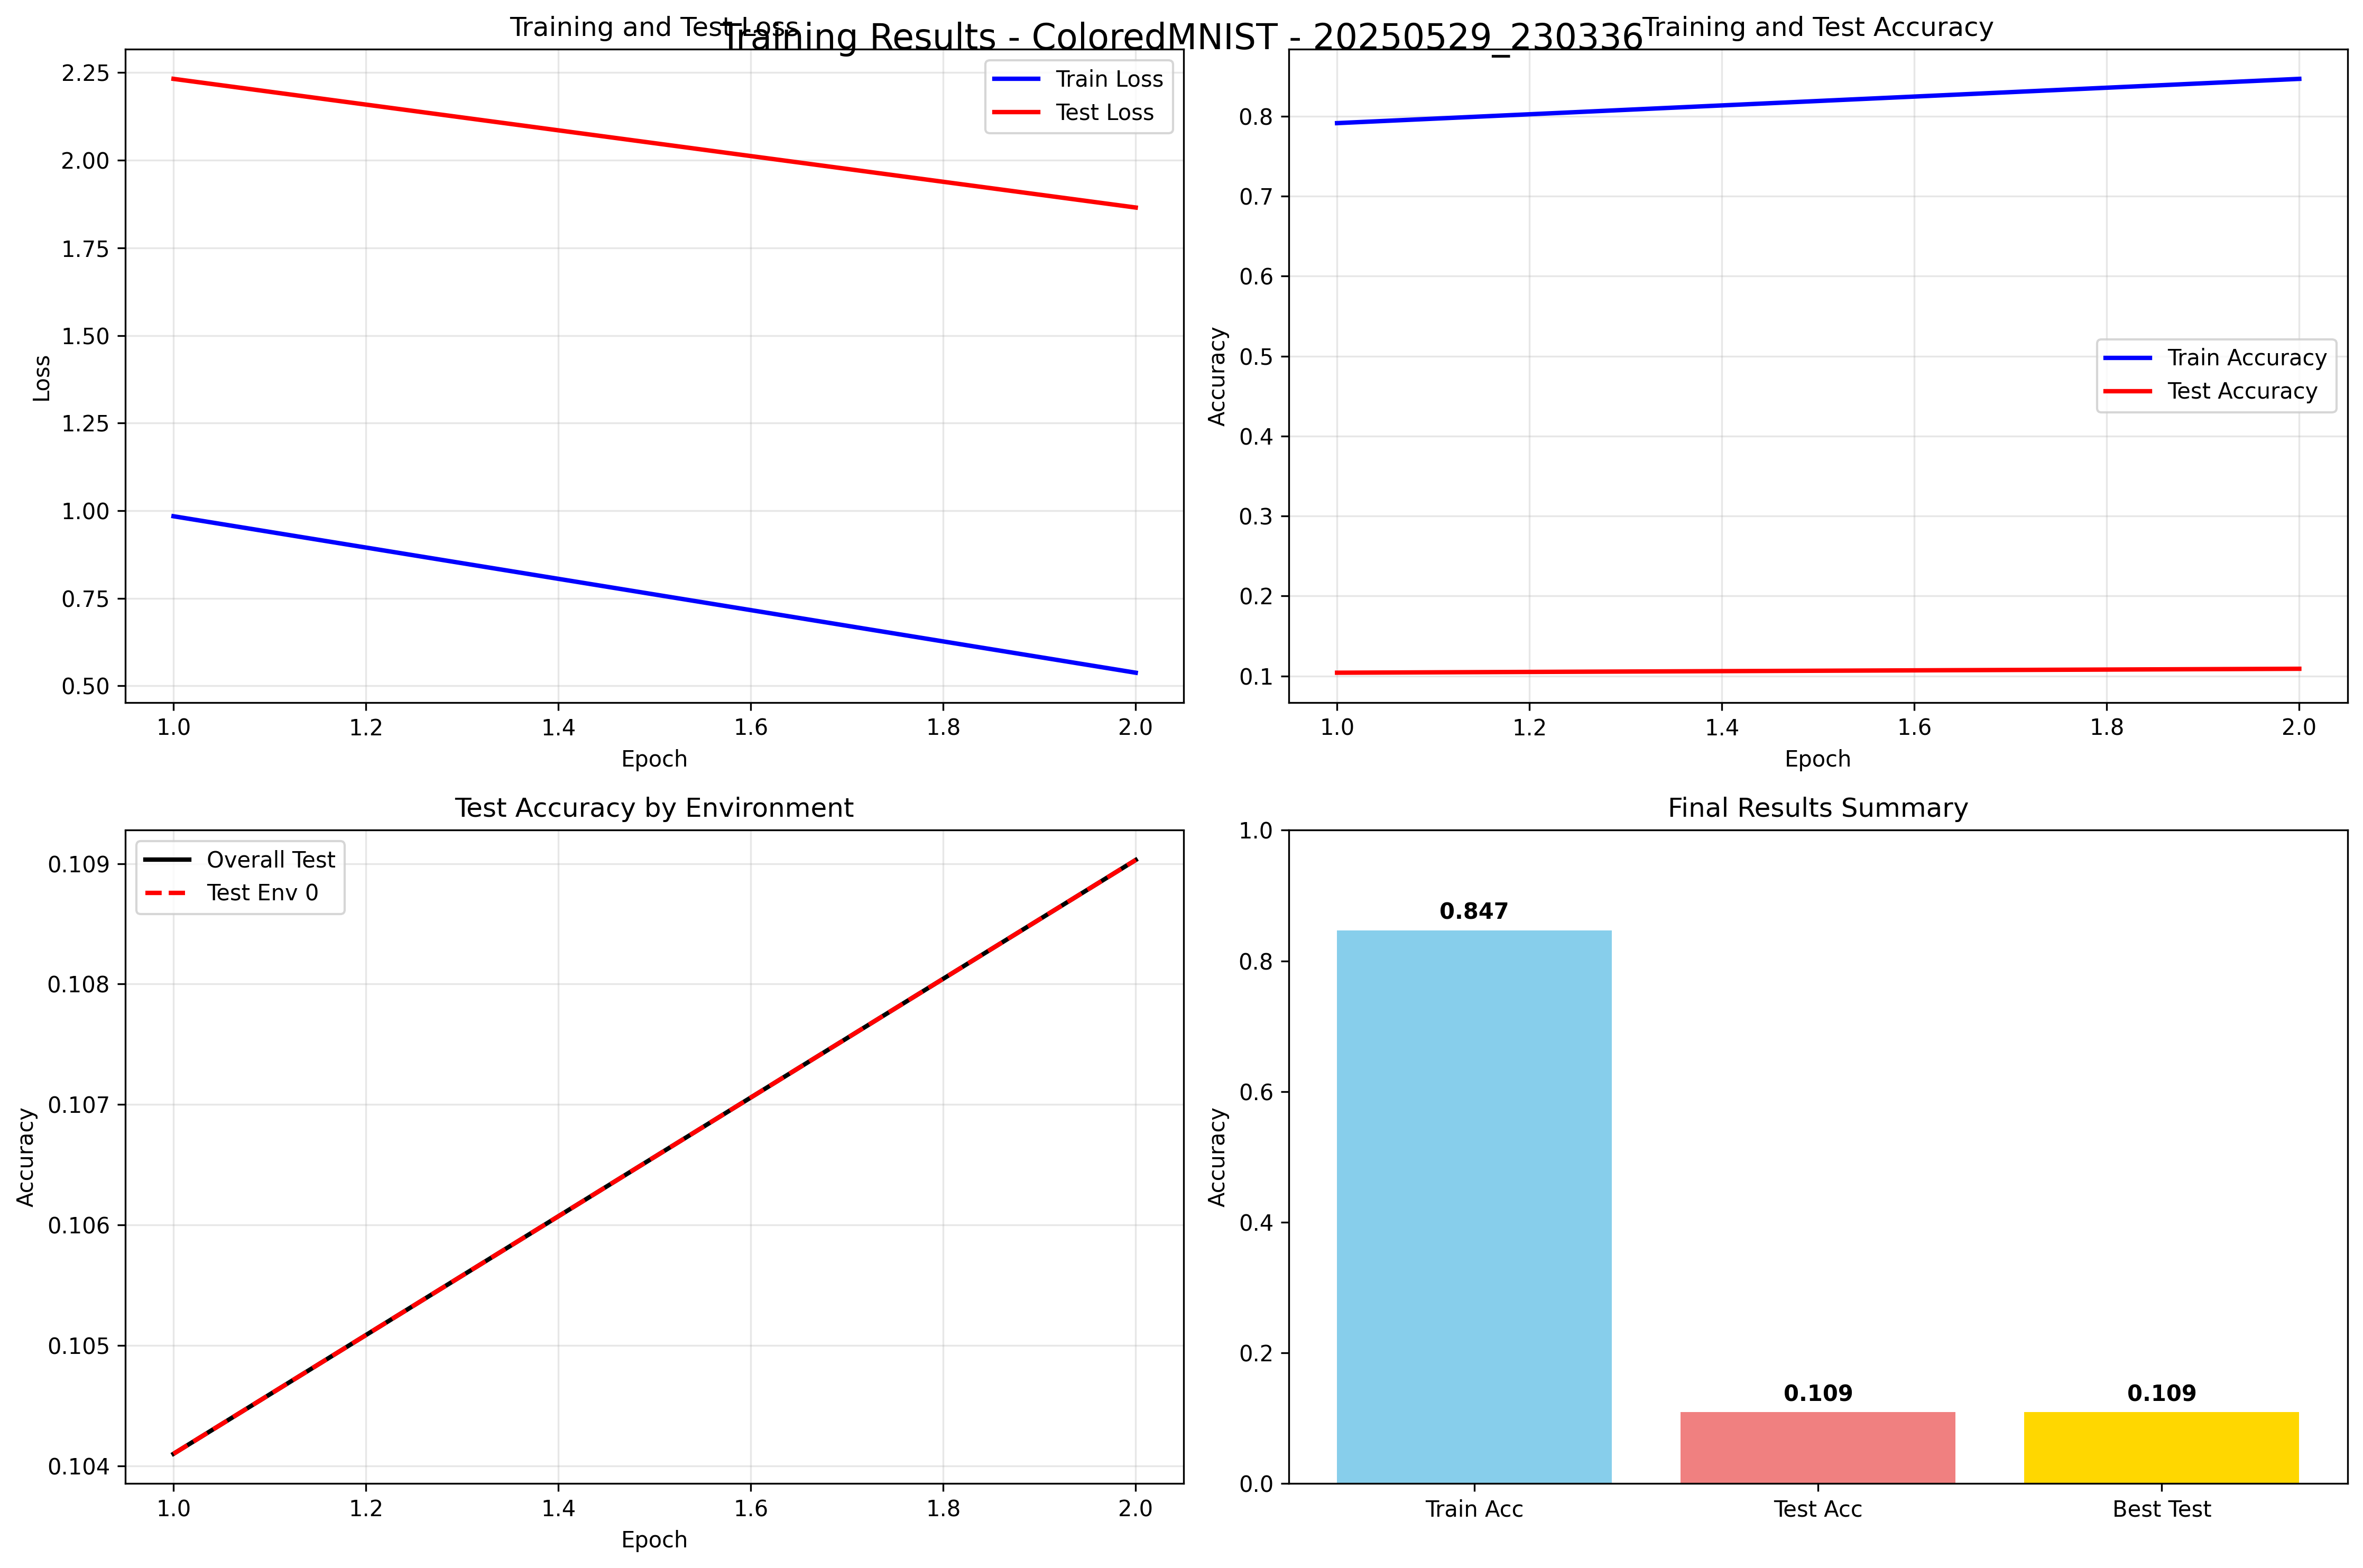 Training Results - ColoredMNIST - 20250529_230336
Training and Test Loss
2.25
2.00
1.75
1.50
1.25
1.00
0.75
0.50
Loss
Train Loss
Test Loss
1.0 1.2 1.4 1.6 1.8 2.0
Epoch
Training and Test Accuracy
0.8
0.7
0.6
0.5
0.4
0.3
0.2
0.1
Accuracy
Train Accuracy
Test Accuracy
1.0 1.2 1.4 1.6 1.8 2.0
Epoch
Test Accuracy by Environment
0.109
0.108
0.107
0.106
0.105
0.104
Accuracy
Overall Test
Test Env 0
1.0 1.2 1.4 1.6 1.8 2.0
Epoch
Final Results Summary
1.0
0.8
0.6
0.4
0.2
0.0
Accuracy
0.847
0.109
0.109
Train Acc Test Acc Best Test